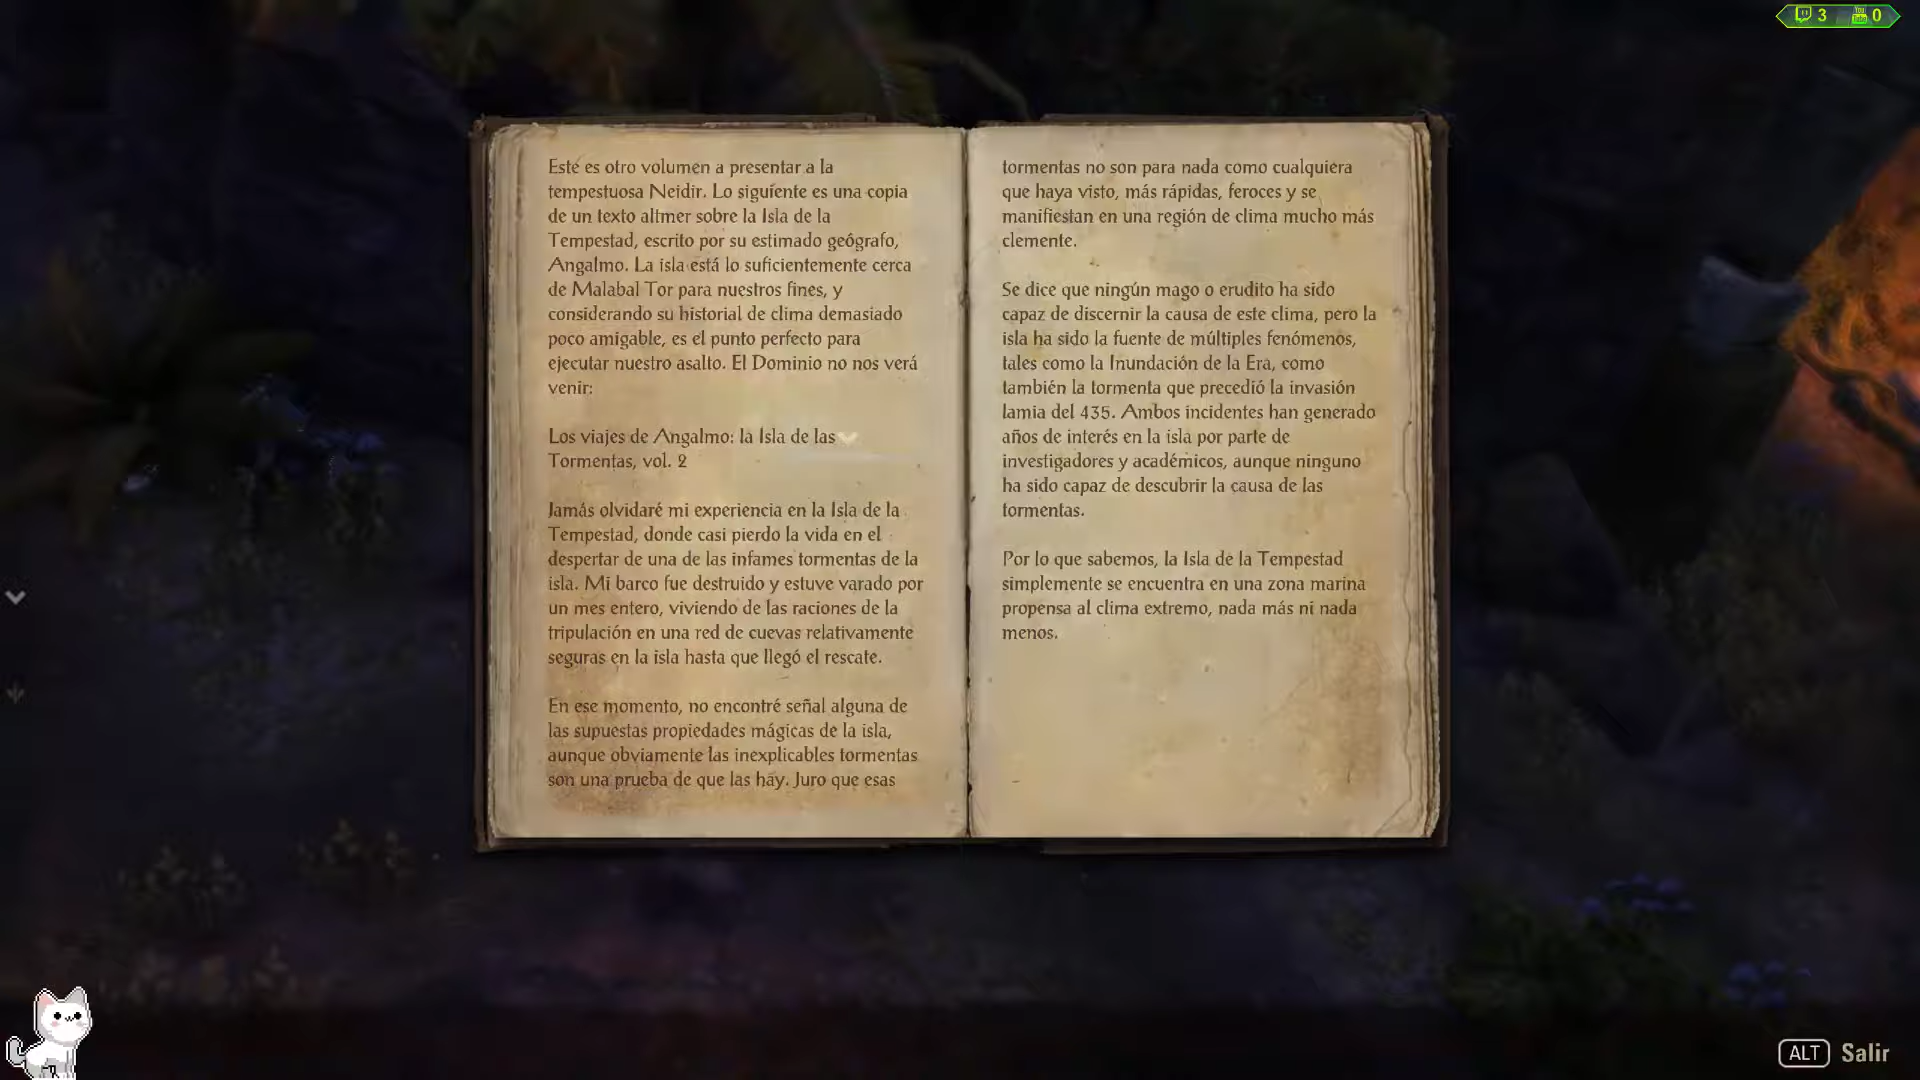 3
0
Este es otro volumen a presentar a la
tempestuosa Neidir. Lo siguiente es una copia
de un texto altmer sobre la Isla de la
Tempestad, escrito por su estimado geógrafo,
Angalmo. La isla está lo suficientemente cerca
de Malabal Tor para nuestros fines, y
considerando su historial de clima demasiado
poco amigable, es el punto perfecto para
ejecutar nuestro asalto. El Dominio no nos verá
venir:
Los viajes de Angalmo: la Isla de las
Tormentas, vol. 2
Jamás olvidaré mi experiencia en la Isla de la
Tempestad, donde casi pierdo la vida en el
despertar de una de las infames tormentas de la
isla. Mi barco fue destruido y estuve varado por
un mes entero, viviendo de las raciones de la
tripulación en una red de cuevas relativamente
seguras en la isla hasta que llegó el rescate.
En ese momento, no encontré señal alguna de
las supuestas propiedades mágicas de la isla,
aunque obviamente las inexplicables tormentas
son una prueba de que las hay. Juro que esas
tormentas no son para nada como cualquiera
que haya visto, más rápidas, feroces y se
manifiestan en una región de clima mucho más
clemente.
Se dice que ningún mago o erudito ha sido
capaz de discernir la causa de este clima, pero la
isla ha sido la fuente de múltiples fenómenos,
tales como la Inundación de la Era, como
también la tormenta que precedió la invasión
lamia del 435. Ambos incidentes han generado
años de interés en la isla por parte de
investigadores y académicos, aunque ninguno
ha sido capaz de descubrir la causa de las
tormentas.
Por lo que sabemos, la Isla de la Tempestad
simplemente se encuentra en una zona marina
propensa al clima extremo, nada más ni nada
menos.
ALT Salir